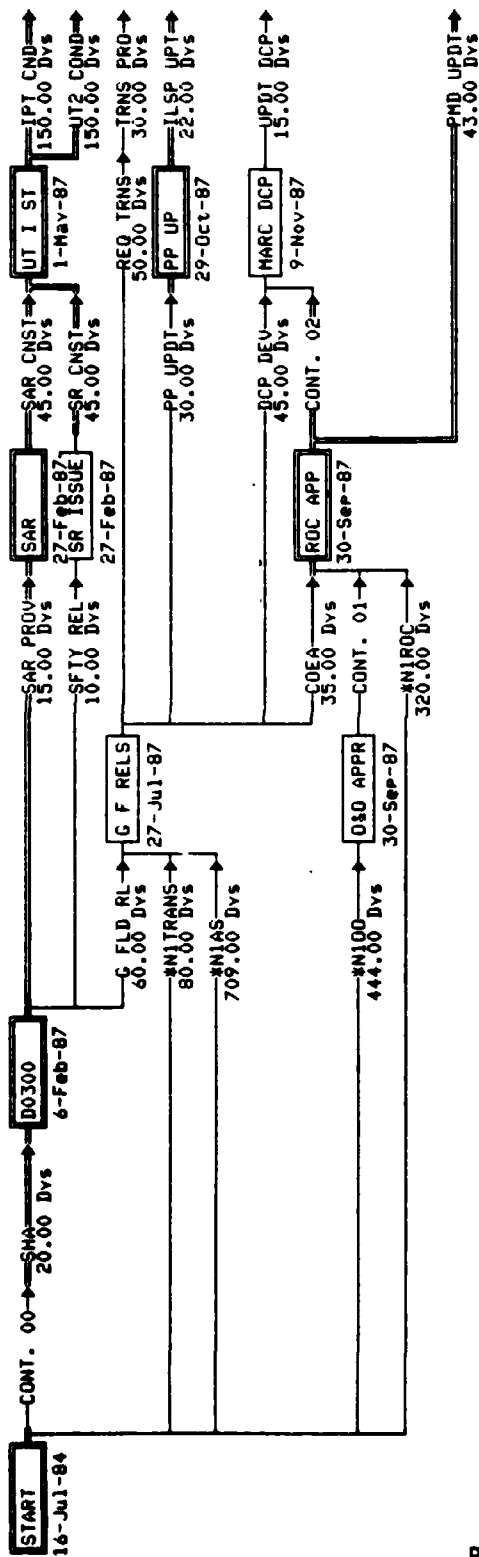 START
16-Jul-84
CONT. 00
SHA
20.00 Dys
D0300
6-Feb-87
SAR PROV
15.00 Dys
SAR
27-Feb-87
SAR CNST
45.00 Dys
UT I ST
1-May-87
IPT CND
150.00 Dys
UT2 COND
150.00 Dys
SFTY REL
10.00 Dys
SR ISSUE
27-Feb-87
SR CNST
45.00 Dys
G FLD RL
60.00 Dys
*N1TRANS
80.00 Dys
*N1AS
709.00 Dys
G F RELS
27-Jul-87
REQ TRNS
50.00 Dys
TRNS PRO
30.00 Dys
PP UPDT
30.00 Dys
PP UP
29-Oct-87
ILSP UPT
22.00 Dys
DCP DEV
45.00 Dys
MARC DCP
9-Nov-87
UPDT DCP
15.00 Dys
COEA
35.00 Dys
*N1OO
444.00 Dys
O&O APPR
30-Sep-87
CONT. 01
*N1ROC
320.00 Dys
ROC APP
30-Sep-87
CONT. 02
PMD UPDT
43.00 Dys